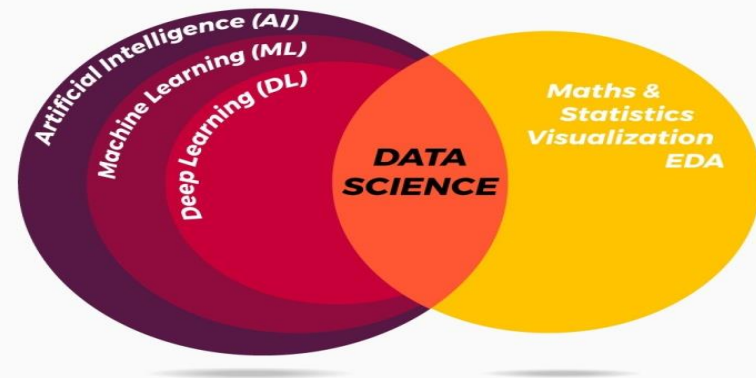 Artificial Intelligence (AI)
Machine Learning (ML)
Deep Learning (DL)
DATA
SCIENCE
Maths &
Statistics
Visualization
EDA